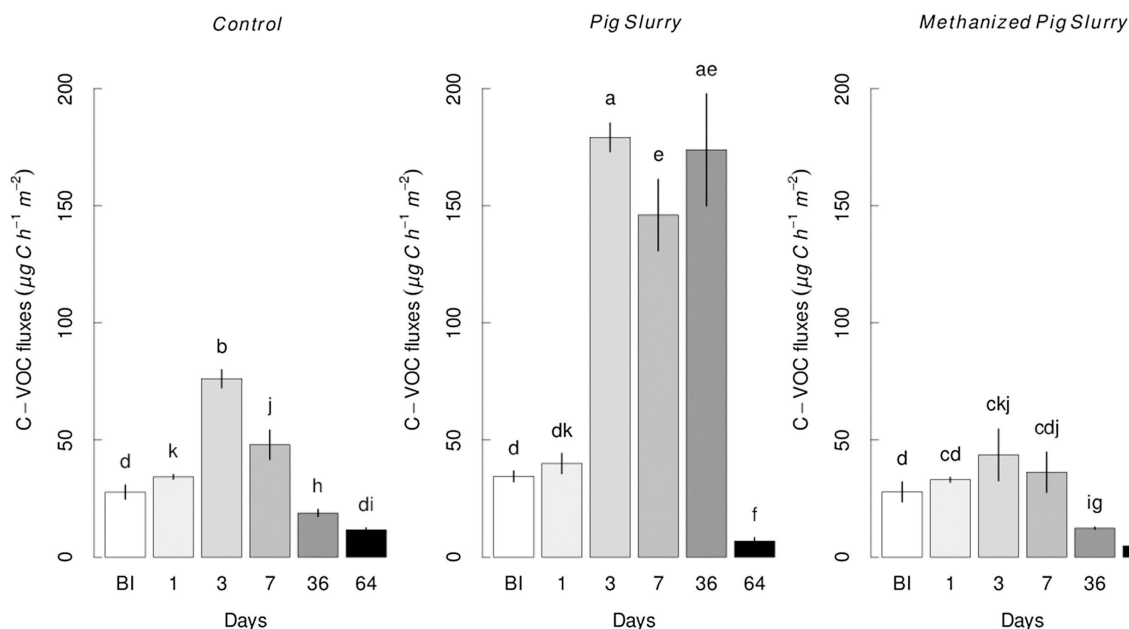 Control
Pig Slurry
Methanized Pig Slurry
C – VOC fluxes (µg C h⁻¹ m⁻²)
0
50
100
150
200
d
k
b
j
h
di
BI 1 3 7 36 64
Days
C – VOC fluxes (µg C h⁻¹ m⁻²)
0
50
100
150
200
d
dk
a
e
ae
f
BI 1 3 7 36 64
Days
C – VOC fluxes (µg C h⁻¹ m⁻²)
0
50
100
150
200
d
cd
ckj
cdj
ig
BI 1 3 7 36
Days